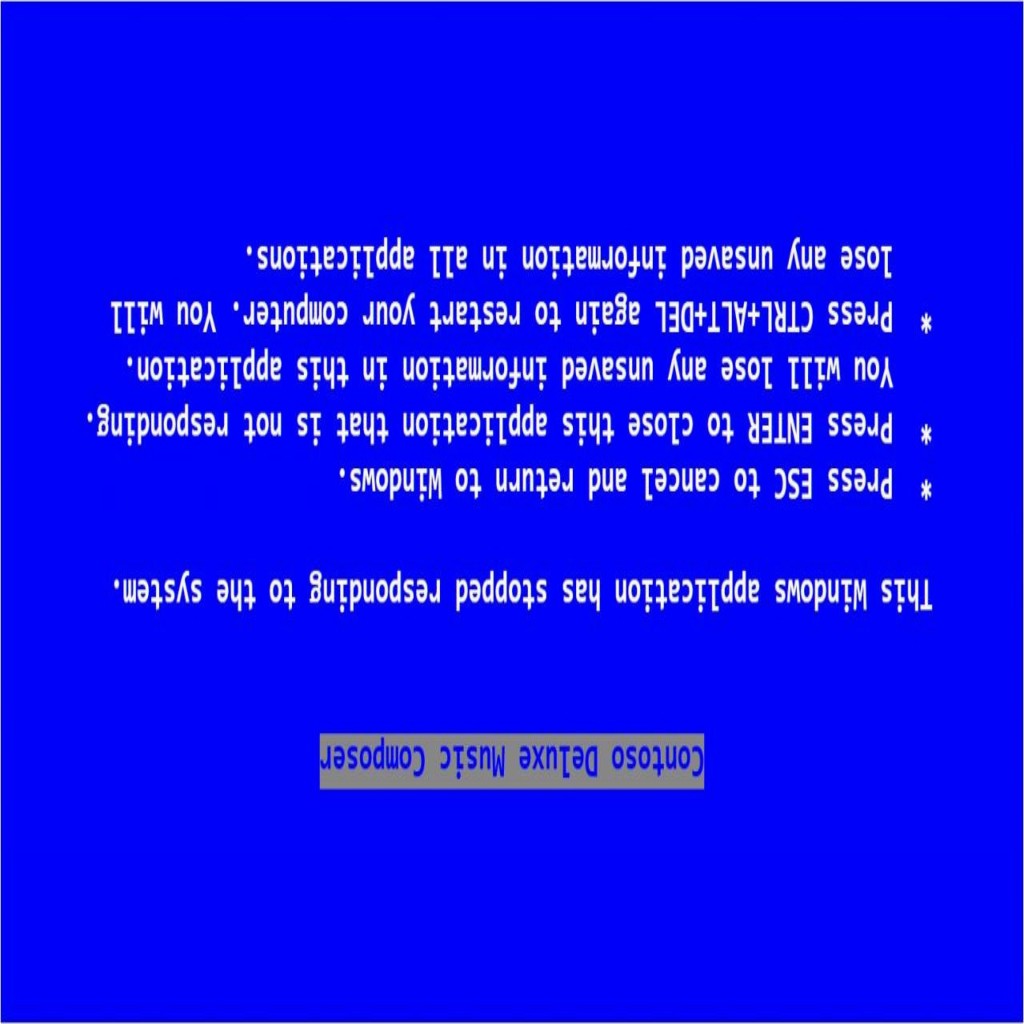 Contoso Deluxe Music Composer
This Windows application has stopped responding to the system.
* Press ESC to cancel and return to Windows.
* Press ENTER to close this application that is not responding.
You will lose any unsaved information in this application.
* Press CTRL+ALT+DEL again to restart your computer. You will
lose any unsaved information in all applications.